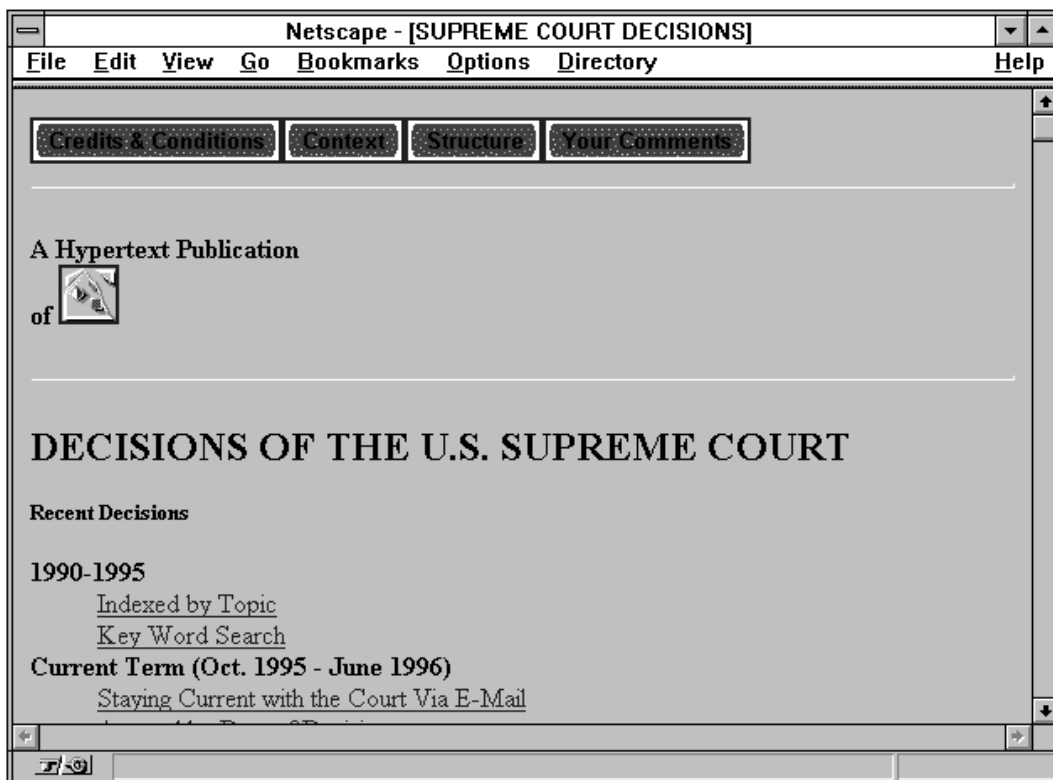 Netscape - [SUPREME COURT DECISIONS]
File Edit View Go Bookmarks Options Directory Help
Credits & Conditions Context Structure Your Comments
A Hypertext Publication
of
DECISIONS OF THE U.S. SUPREME COURT
Recent Decisions
1990-1995
Indexed by Topic
Key Word Search
Current Term (Oct. 1995 - June 1996)
Staying Current with the Court Via E-Mail